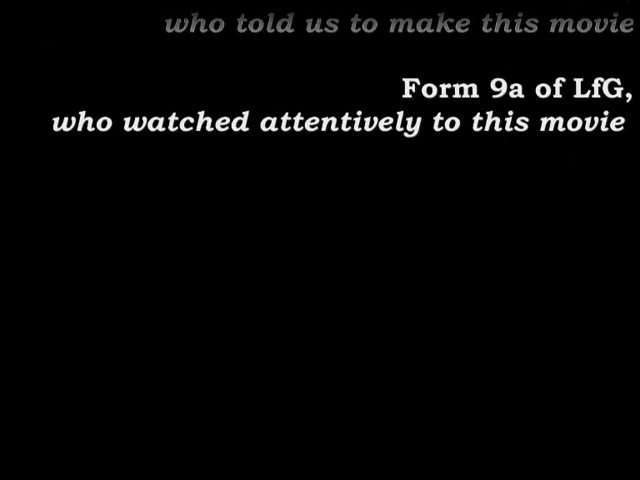 who told us to make this movie
Form 9a of LfG,
who watched attentively to this movie